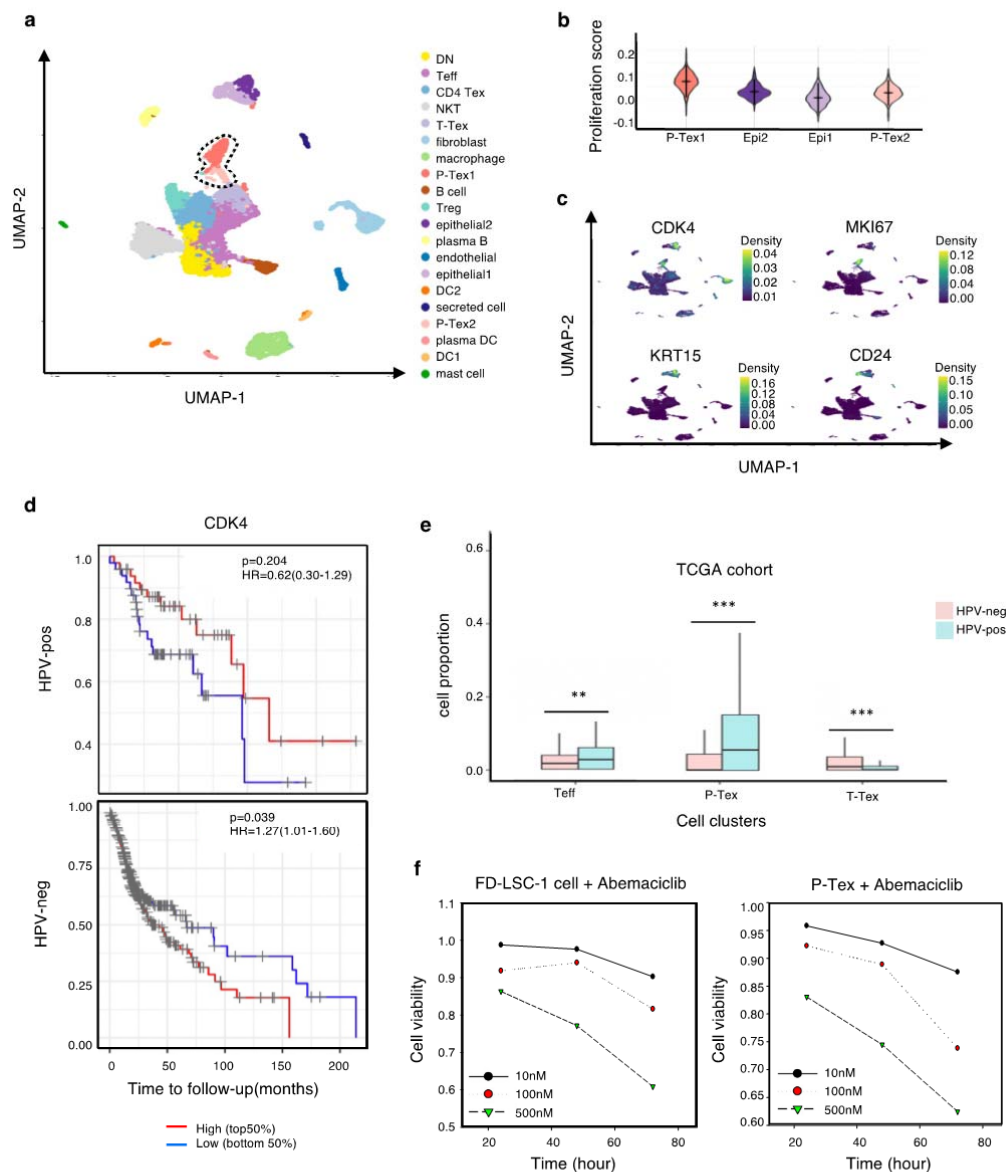 a
DN
Teff
CD4 Tex
NKT
T-Tex
fibroblast
macrophage
P-Tex1
B cell
Treg
epithelial2
plasma B
endothelial
epithelial1
DC2
secreted cell
P-Tex2
plasma DC
DC1
mast cell
UMAP-2
UMAP-1
b
Proliferation score
0.2
0.1
0.0
-0.1
P-Tex1
Epi2
Epi1
P-Tex2
c
CDK4
Density
0.04
0.03
0.02
0.01
MKI67
Density
0.12
0.08
0.04
0.00
KRT15
Density
0.16
0.12
0.08
0.04
0.00
CD24
Density
0.15
0.10
0.05
0.00
UMAP-2
UMAP-1
d
CDK4
HPV-pos
1.0
0.8
0.6
0.4
p=0.204
HR=0.62(0.30-1.29)
HPV-neg
1.00
0.75
0.50
0.25
0.00
p=0.039
HR=1.27(1.01-1.60)
0 50 100 150 200
Time to follow-up(months)
High (top50%)
Low (bottom 50%)
e
TCGA cohort
cell proportion
0.6
0.4
0.2
0.0
**
***
***
HPV-neg
HPV-pos
Teff
P-Tex
T-Tex
Cell clusters
f
FD-LSC-1 cell + Abemaciclib
Cell viability
1.1
1.0
0.9
0.8
0.7
0.6
0.5
10nM
100nM
500nM
20 40 60 80
Time (hour)
P-Tex + Abemaciclib
Cell viability
1.00
0.95
0.90
0.85
0.80
0.75
0.70
0.65
0.60
10nM
100nM
500nM
20 40 60 80
Time (hour)